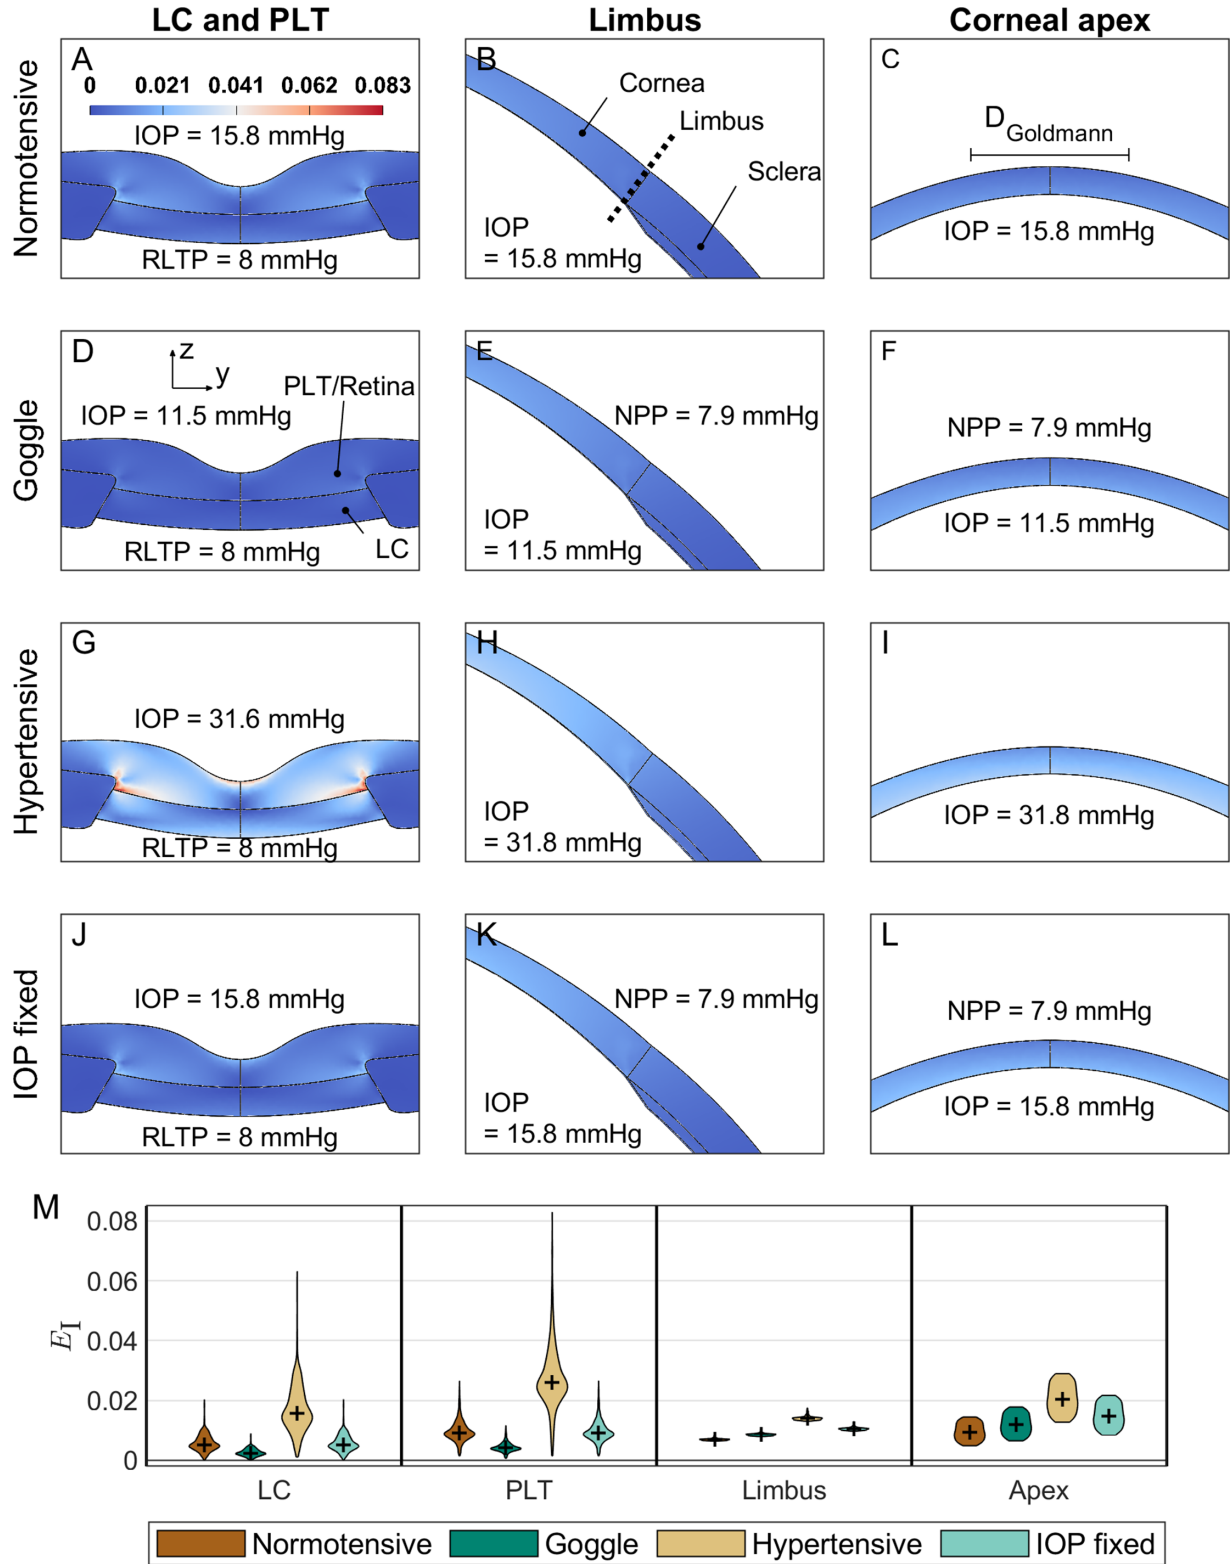 LC and PLT
Limbus
Corneal apex
Normotensive
A
0 0.021 0.041 0.062 0.083
IOP = 15.8 mmHg
RLTP = 8 mmHg
B
Cornea
Limbus
Sclera
IOP
= 15.8 mmHg
C
D_Goldmann
IOP = 15.8 mmHg
Goggle
D
z
y
PLT/Retina
IOP = 11.5 mmHg
RLTP = 8 mmHg
LC
E
NPP = 7.9 mmHg
IOP
= 11.5 mmHg
F
NPP = 7.9 mmHg
IOP = 11.5 mmHg
Hypertensive
G
IOP = 31.6 mmHg
RLTP = 8 mmHg
H
IOP
= 31.8 mmHg
I
IOP = 31.8 mmHg
IOP fixed
J
IOP = 15.8 mmHg
RLTP = 8 mmHg
K
NPP = 7.9 mmHg
IOP
= 15.8 mmHg
L
NPP = 7.9 mmHg
IOP = 15.8 mmHg
M
E_I
0.08
0.06
0.04
0.02
0
LC PLT Limbus Apex
Normotensive Goggle Hypertensive IOP fixed